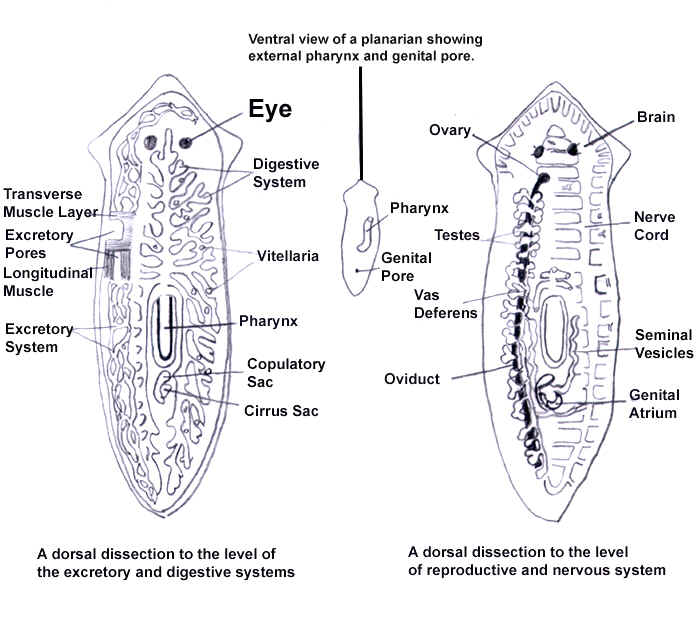 Ventral view of a planarian showing
external pharynx and genital pore.
Eye
Digestive
System
Transverse
Muscle Layer
Excretory
Pores
Longitudinal
Muscle
Vitellaria
Excretory
System
Pharynx
Copulatory
Sac
Cirrus Sac
A dorsal dissection to the level of
the excretory and digestive systems
Pharynx
Genital
Pore
Ovary
Brain
Testes
Nerve
Cord
Vas
Deferens
Seminal
Vesicles
Oviduct
Genital
Atrium
A dorsal dissection to the level
of reproductive and nervous system